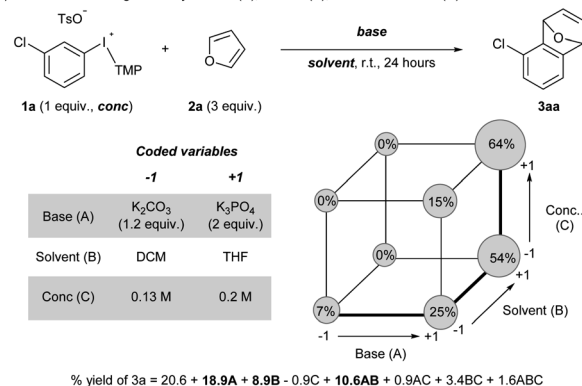 TsO⁻
Cl
I⁺
TMP
+
O
base
solvent, r.t., 24 hours
O
Cl
1a (1 equiv., conc)
2a (3 equiv.)
3aa
Coded variables
-1
+1
Base (A)
K₂CO₃
(1.2 equiv.)
K₃PO₄
(2 equiv.)
Solvent (B)
DCM
THF
Conc (C)
0.13 M
0.2 M
0%
64%
+1
0%
15%
Conc..
(C)
0%
54%
-1
+1
7%
25%
Solvent (B)
-1
+1
-1
Base (A)
% yield of 3a = 20.6 + 18.9A + 8.9B - 0.9C + 10.6AB + 0.9AC + 3.4BC + 1.6ABC